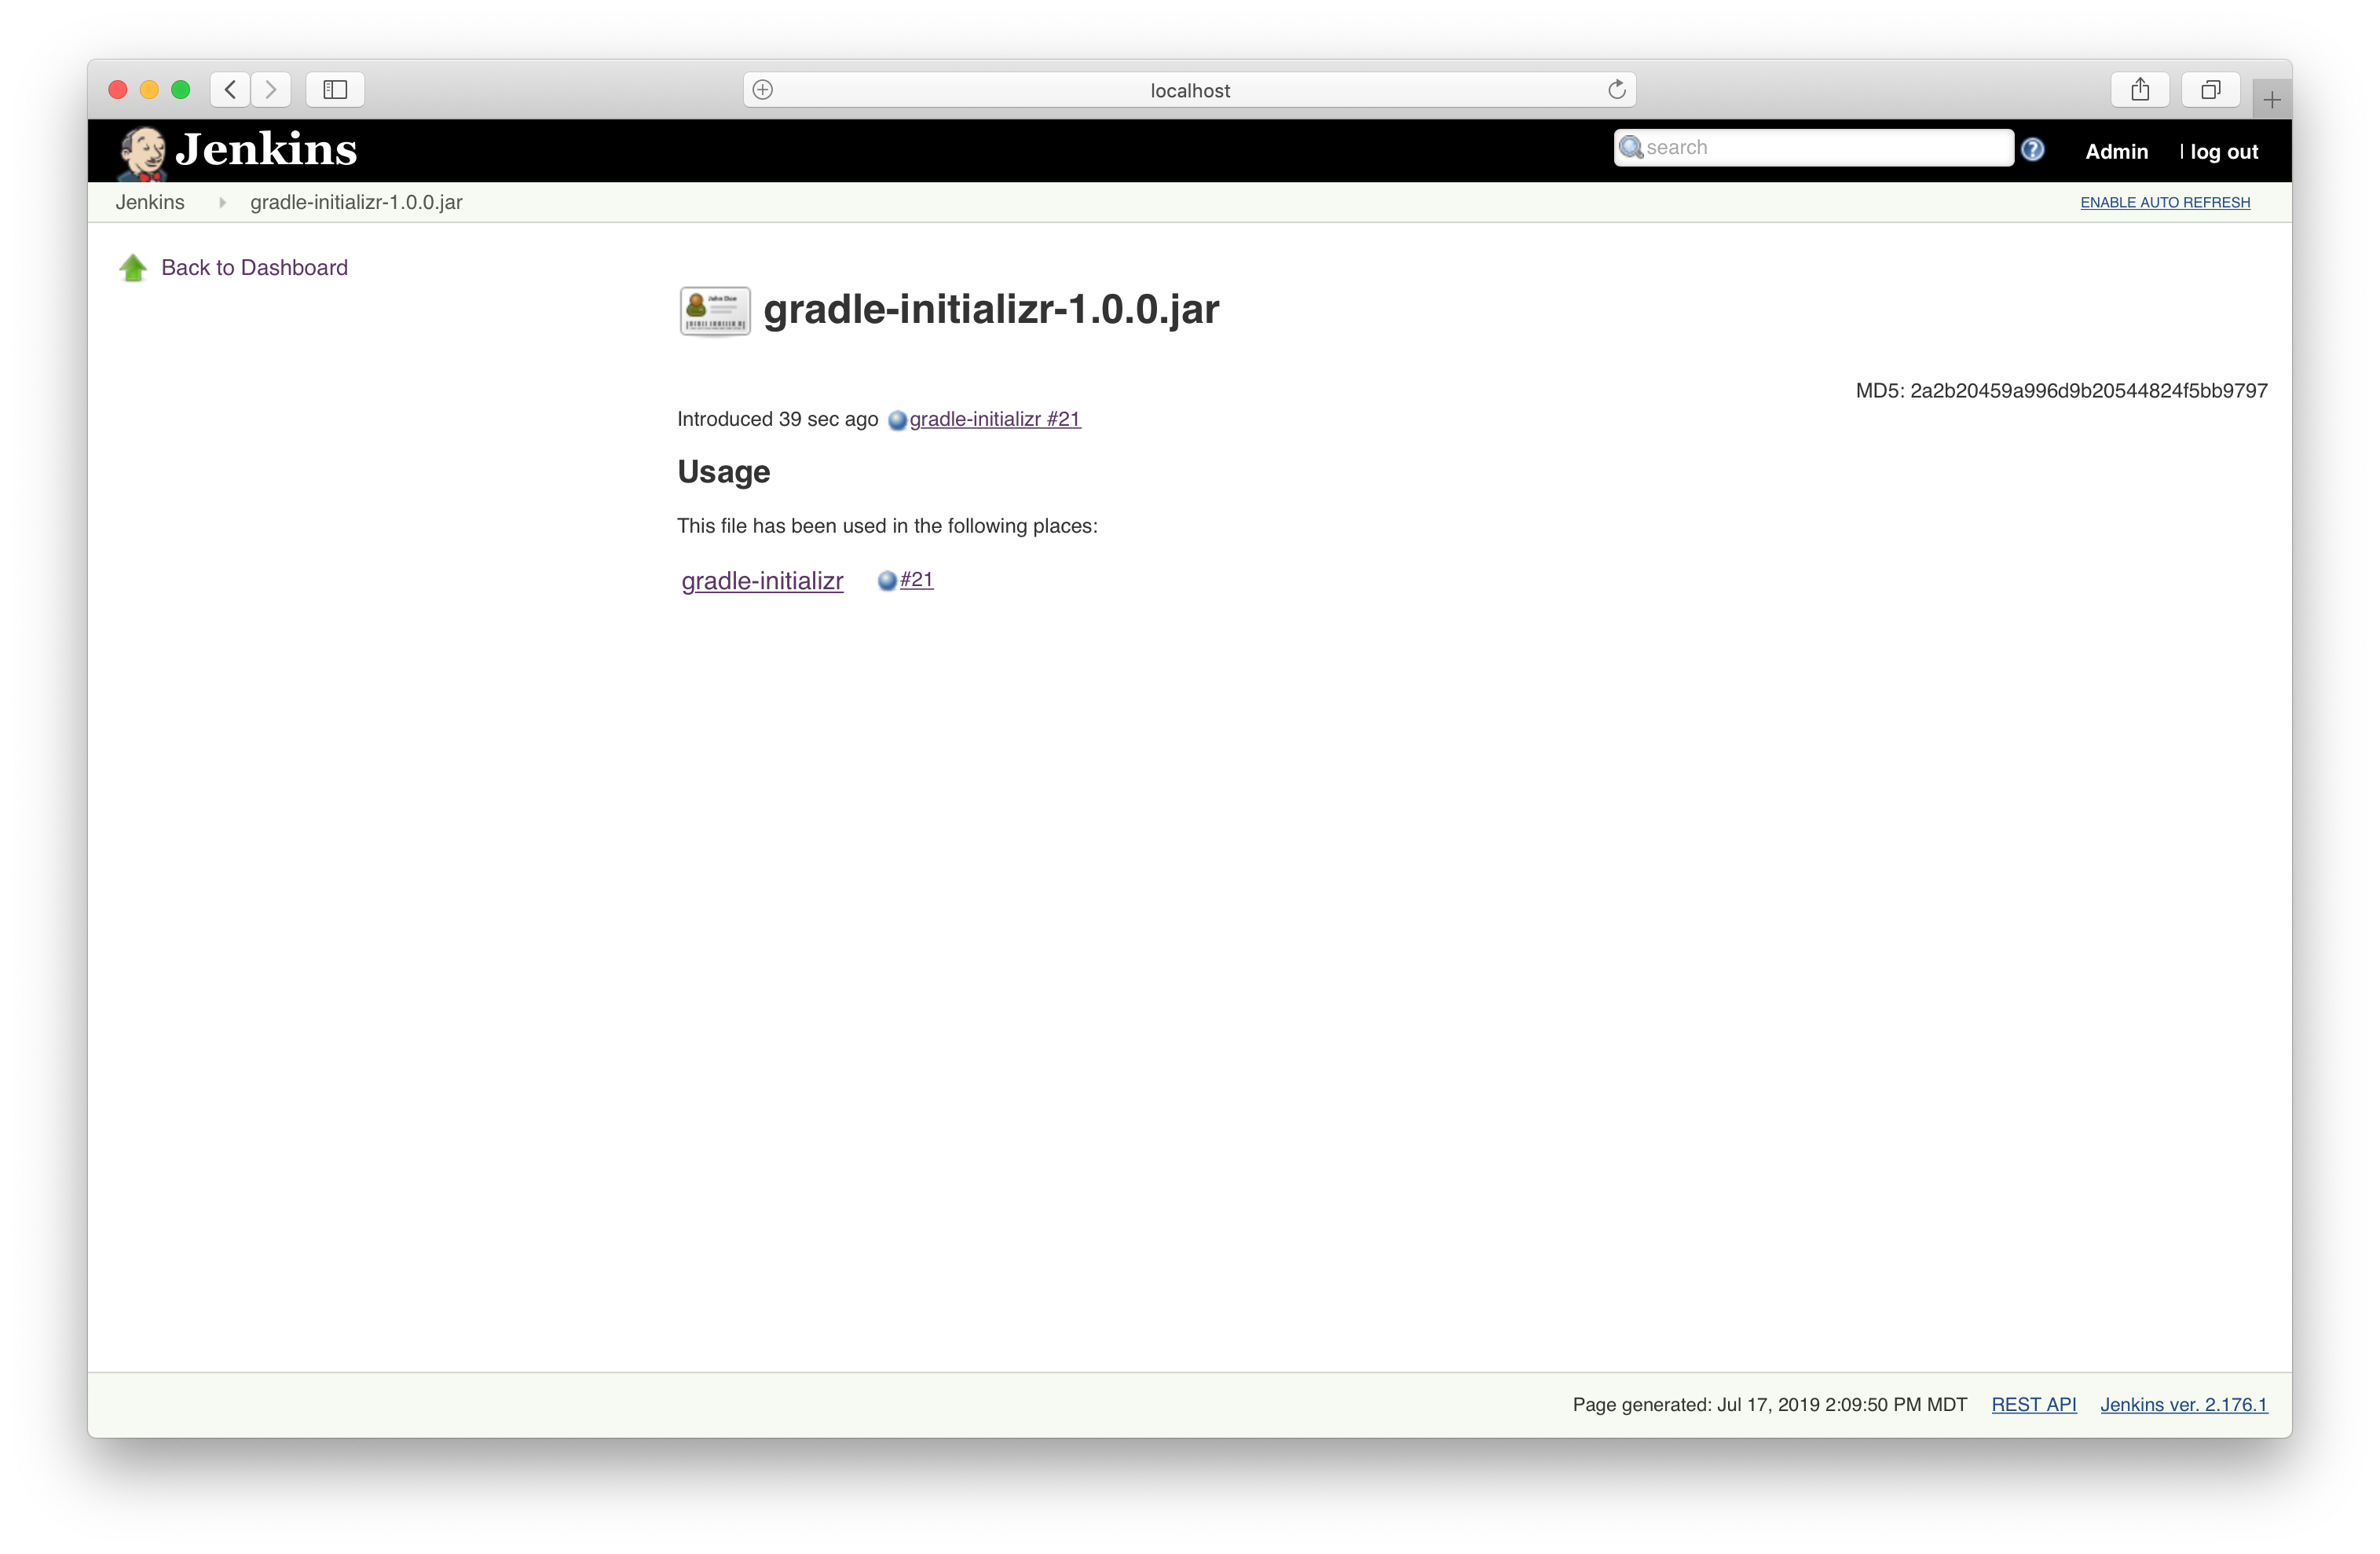 localhost
Jenkins
search
Admin
| log out
Jenkins
gradle-initializr-1.0.0.jar
ENABLE AUTO REFRESH
Back to Dashboard
John Doe
gradle-initializr-1.0.0.jar
MD5: 2a2b20459a996d9b20544824f5bb9797
Introduced 39 sec ago gradle-initializr #21
Usage
This file has been used in the following places:
gradle-initializr #21
Page generated: Jul 17, 2019 2:09:50 PM MDT REST API Jenkins ver. 2.176.1